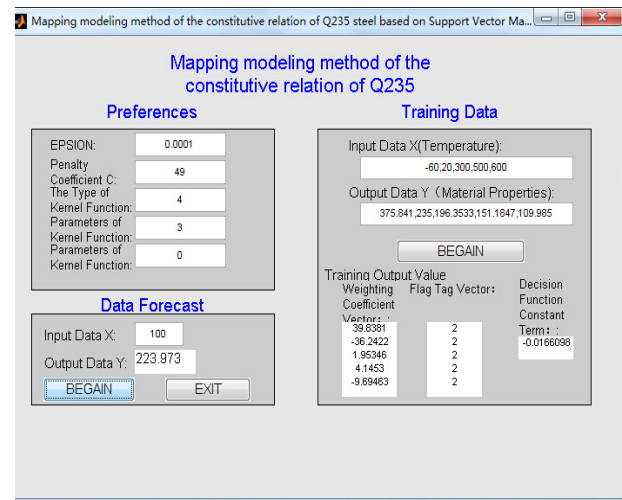 Mapping modeling method of the constitutive relation of Q235 steel based on Support Vector Ma...
Mapping modeling method of the
constitutive relation of Q235
Preferences
EPSION: 0.0001
Penalty
Coefficient C: 49
The Type of
Kernel Function: 4
Parameters of
Kernel Function: 3
Parameters of
Kernel Function: 0
Data Forecast
Input Data X: 100
Output Data Y: 223.973
BEGAIN EXIT
Training Data
Input Data X(Temperature):
-60,20,300,500,600
Output Data Y (Material Properties):
375.841,235,196.3533,151.1847,109.985
BEGAIN
Training Output Value
Weighting
Coefficient
Vector: :
39.8381
-36.2422
1.95346
4.1453
-9.69463
Flag Tag Vector:
2
2
2
2
2
Decision
Function
Constant
Term: :
-0.0166098